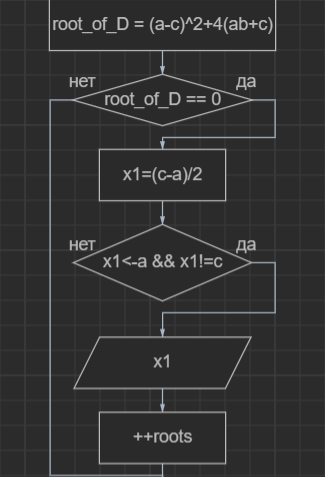 root_of_D = (a-c)^2+4(ab+c)
нет
да
root_of_D == 0
x1=(c-a)/2
нет
да
x1<-a && x1!=c
x1
++roots